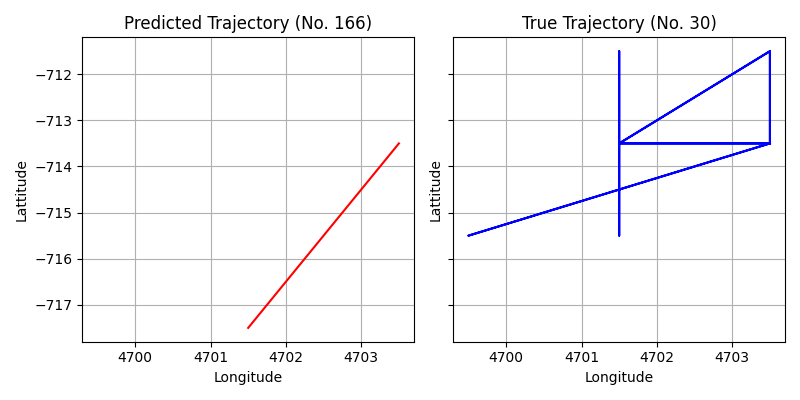 Predicted Trajectory (No. 166)
True Trajectory (No. 30)
Lattitude
−712
−713
−714
−715
−716
−717
4700
4701
4702
4703
Longitude
Lattitude
4700
4701
4702
4703
Longitude